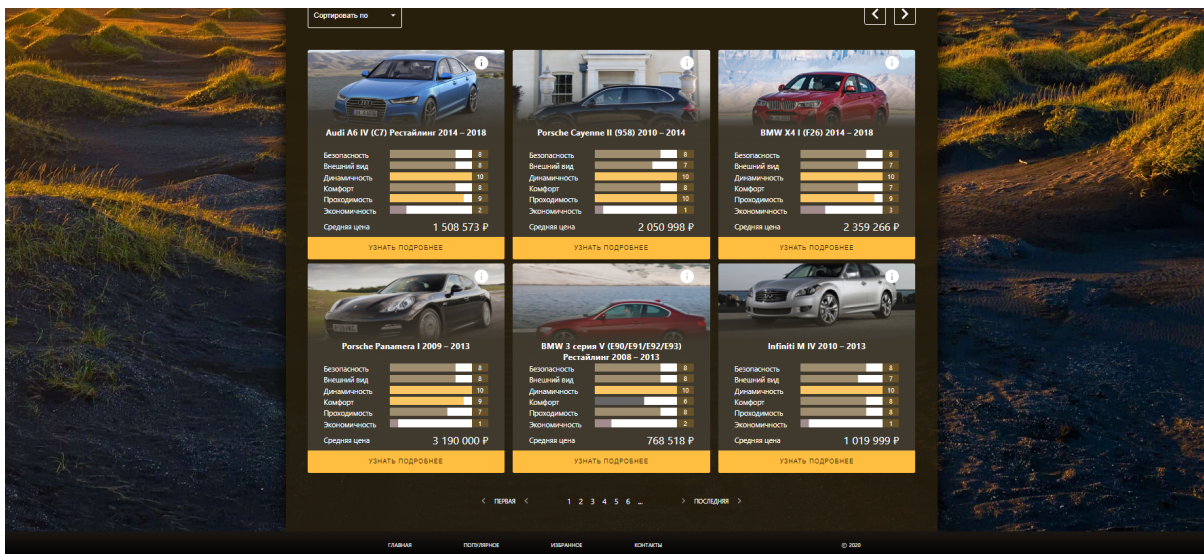 Сортировать по
Audi A6 IV (C7) Рестайлинг 2014 – 2018
Безопасность 8
Внешний вид 8
Динамичность 10
Комфорт 8
Проходимость 9
Экономичность 2
Средняя цена 1 508 573 ₽
УЗНАТЬ ПОДРОБНЕЕ
Porsche Cayenne II (958) 2010 – 2014
Безопасность 8
Внешний вид 7
Динамичность 10
Комфорт 8
Проходимость 10
Экономичность 1
Средняя цена 2 050 998 ₽
УЗНАТЬ ПОДРОБНЕЕ
BMW X4 I (F26) 2014 – 2018
Безопасность 8
Внешний вид 7
Динамичность 10
Комфорт 7
Проходимость 9
Экономичность 3
Средняя цена 2 359 266 ₽
УЗНАТЬ ПОДРОБНЕЕ
Porsche Panamera I 2009 – 2013
Безопасность 8
Внешний вид 8
Динамичность 10
Комфорт 9
Проходимость 7
Экономичность 1
Средняя цена 3 190 000 ₽
УЗНАТЬ ПОДРОБНЕЕ
BMW 3 серия V (E90/E91/E92/E93)
Рестайлинг 2008 – 2013
Безопасность 8
Внешний вид 8
Динамичность 10
Комфорт 6
Проходимость 8
Экономичность 2
Средняя цена 768 518 ₽
УЗНАТЬ ПОДРОБНЕЕ
Infiniti M IV 2010 – 2013
Безопасность 8
Внешний вид 7
Динамичность 10
Комфорт 8
Проходимость 8
Экономичность 1
Средняя цена 1 019 999 ₽
УЗНАТЬ ПОДРОБНЕЕ
< ПЕРВАЯ < 1 2 3 4 5 6 ... > ПОСЛЕДНЯЯ >
ГЛАВНАЯ ПОПУЛЯРНОЕ ИЗБРАННОЕ КОНТАКТЫ © 2020